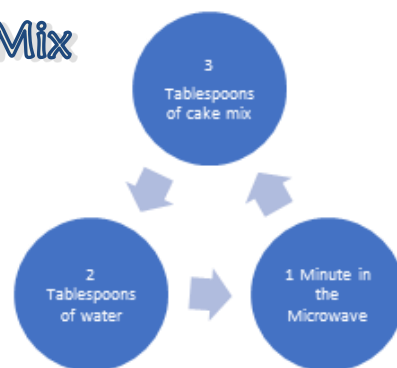 Mix
3
Tablespoons
of cake mix
2
Tablespoons
of water
1 Minute in
the
Microwave